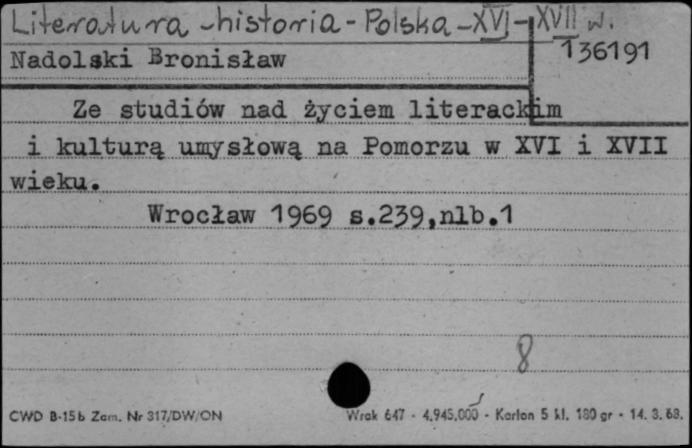 Literatura - historia - Polska - XVI - XVII w.
136191
Nadolski Bronisław
Ze studiów nad życiem literackim
i kulturą umysłową na Pomorzu w XVI i XVII
wieku.
Wrocław 1969 s.239,nlb.1
8
CWD B-15b Zam. Nr 317/DW/ON Wrak 647 - 4.945.000 - Karton 5 kl. 180 gr - 14. 3. 68.